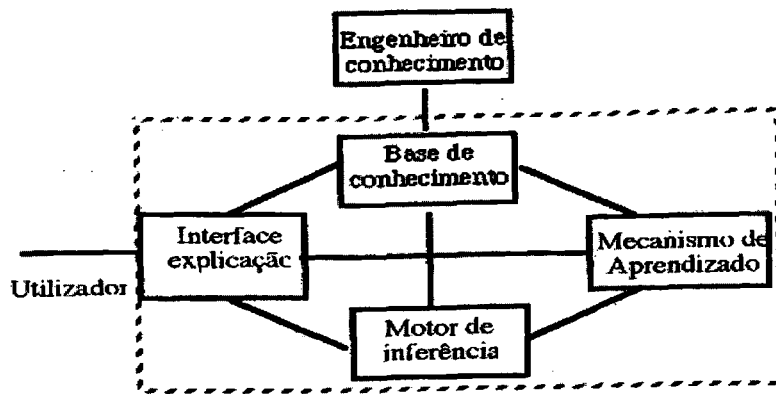 Engenheiro de
conhecimento
Base de
conhecimento
Interface
explicação
Mecanismo de
Aprendizado
Utilizador
Motor de
inferência